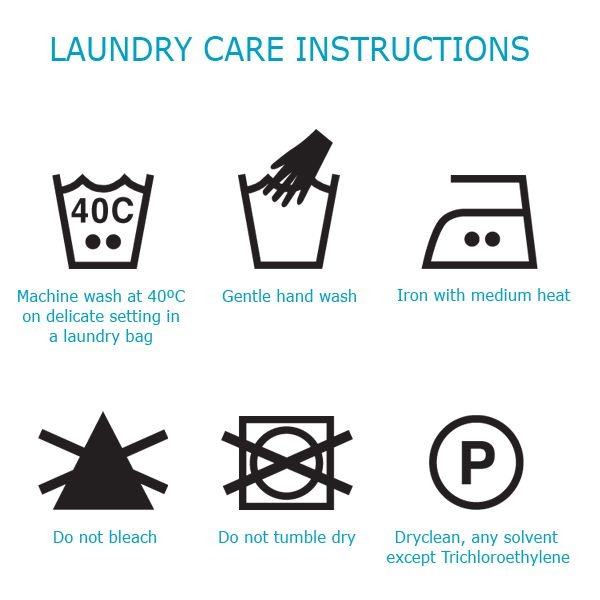 LAUNDRY CARE INSTRUCTIONS
40C
Machine wash at 40ºC
on delicate setting in
a laundry bag
Gentle hand wash
Iron with medium heat
Do not bleach
Do not tumble dry
P
Dryclean, any solvent
except Trichloroethylene